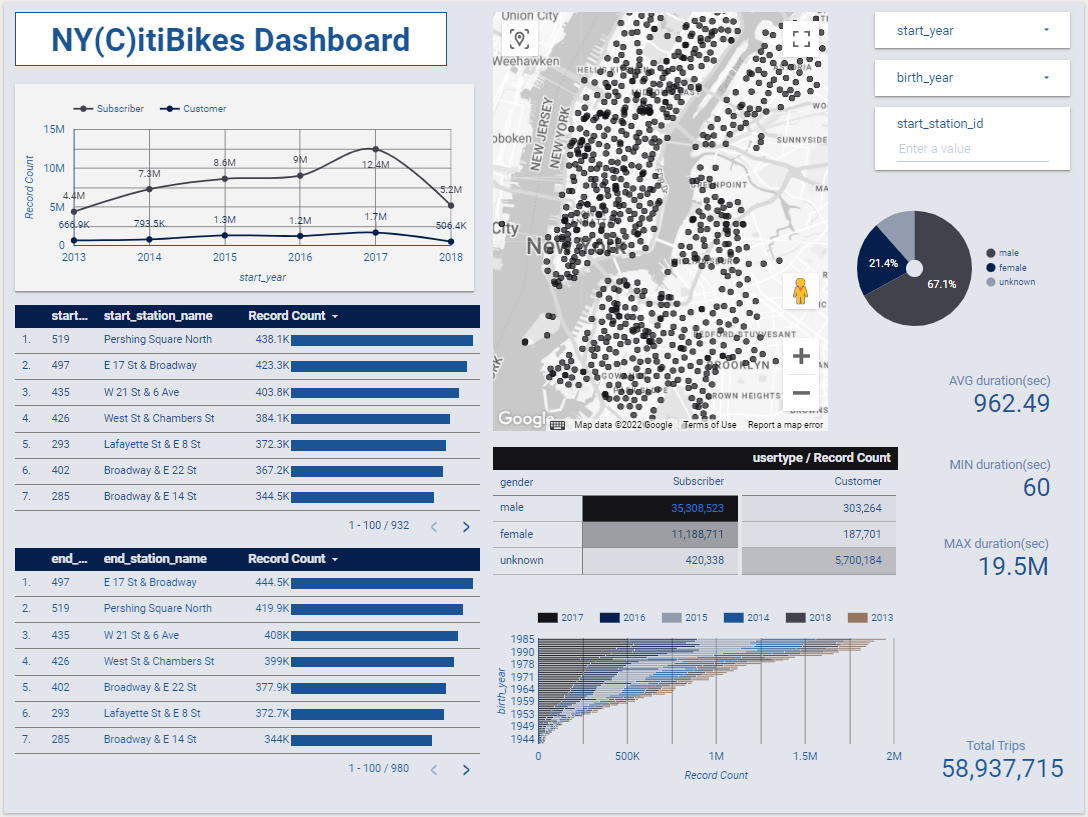 NY(C)itiBikes Dashboard
Subscriber
Customer
15M
10M
5M
0
Record Count
4.4M
7.3M
8.6M
9M
12.4M
5.2M
666.9K
793.5K
1.3M
1.2M
1.7M
506.4K
2013
2014
2015
2016
2017
2018
start_year
start... start_station_name Record Count
1. 519 Pershing Square North 438.1K
2. 497 E 17 St & Broadway 423.3K
3. 435 W 21 St & 6 Ave 403.8K
4. 426 West St & Chambers St 384.1K
5. 293 Lafayette St & E 8 St 372.3K
6. 402 Broadway & E 22 St 367.2K
7. 285 Broadway & E 14 St 344.5K
1 - 100 / 932
end_... end_station_name Record Count
1. 497 E 17 St & Broadway 444.5K
2. 519 Pershing Square North 419.9K
3. 435 W 21 St & 6 Ave 408K
4. 426 West St & Chambers St 399K
5. 402 Broadway & E 22 St 377.9K
6. 293 Lafayette St & E 8 St 372.7K
7. 285 Broadway & E 14 St 344K
1 - 100 / 980
Union City
Weehawken
NEW JERSEY
NEW YORK
SUNNYSIDE
BEDFORD-STUYVESANT
BROOKLYN
CROWN HEIGHTS
Google
Map data ©2022 Google Terms of Use Report a map error
usertype / Record Count
gender Subscriber Customer
male 35,308,523 303,264
female 11,188,711 187,701
unknown 420,338 5,700,184
2017 2016 2015 2014 2018 2013
1985
1990
1978
1971
1964
1959
1953
1949
1944
birth_year
0 500K 1M 1.5M 2M
Record Count
start_year
birth_year
start_station_id
Enter a value
21.4%
67.1%
male
female
unknown
AVG duration(sec)
962.49
MIN duration(sec)
60
MAX duration(sec)
19.5M
Total Trips
58,937,715